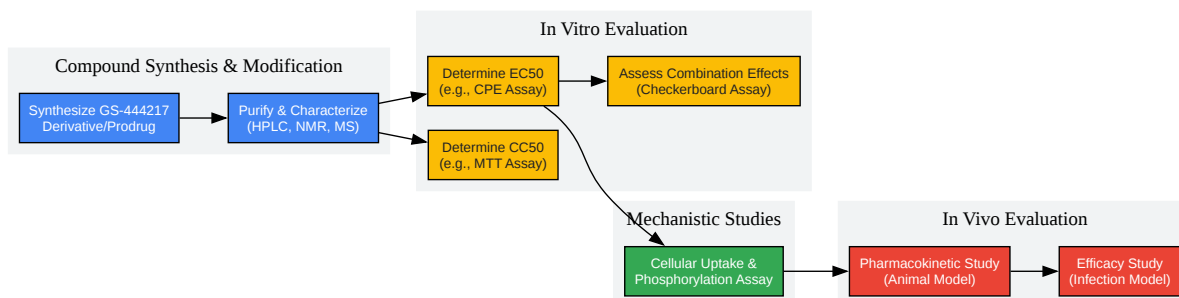 Compound Synthesis & Modification
Synthesize GS-444217
Derivative/Prodrug
Purify & Characterize
(HPLC, NMR, MS)
In Vitro Evaluation
Determine EC50
(e.g., CPE Assay)
Assess Combination Effects
(Checkerboard Assay)
Determine CC50
(e.g., MTT Assay)
Mechanistic Studies
Cellular Uptake &
Phosphorylation Assay
In Vivo Evaluation
Pharmacokinetic Study
(Animal Model)
Efficacy Study
(Infection Model)